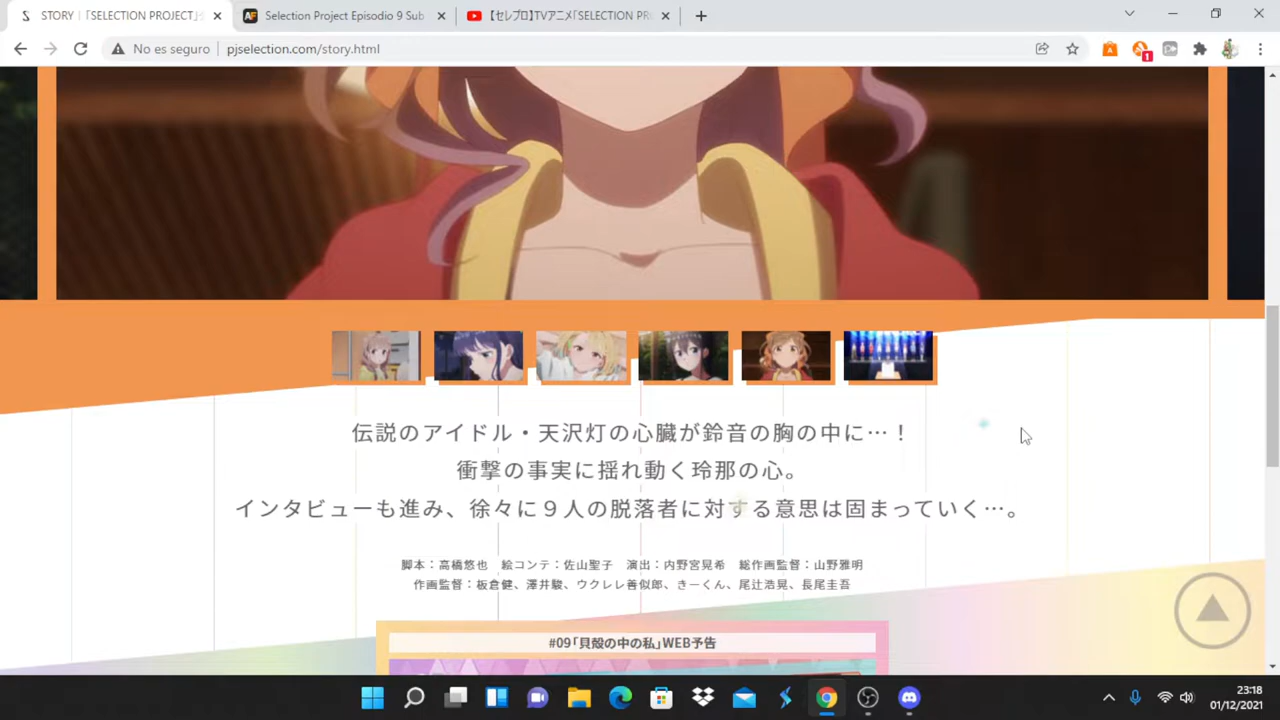 STORY | 「SELECTION PROJECT」
Selection Project Episodio 9 Sub
【セレプロ】TVアニメ「SELECTION PR
No es seguro
pjselection.com/story.html
1
伝説のアイドル・天沢灯の心臓が鈴音の胸の中に…！
衝撃の事実に揺れ動く玲那の心。
インタビューも進み、徐々に９人の脱落者に対する意思は固まっていく…。
脚本：高橋悠也　絵コンテ：佐山聖子　演出：内野宮晃希　総作画監督：山野雅明
作画監督：板倉健、澤井駿、ウクレレ善似郎、きーくん、尾辻浩晃、長尾圭吾
#09「貝殻の中の私」WEB予告
23:18
01/12/2021